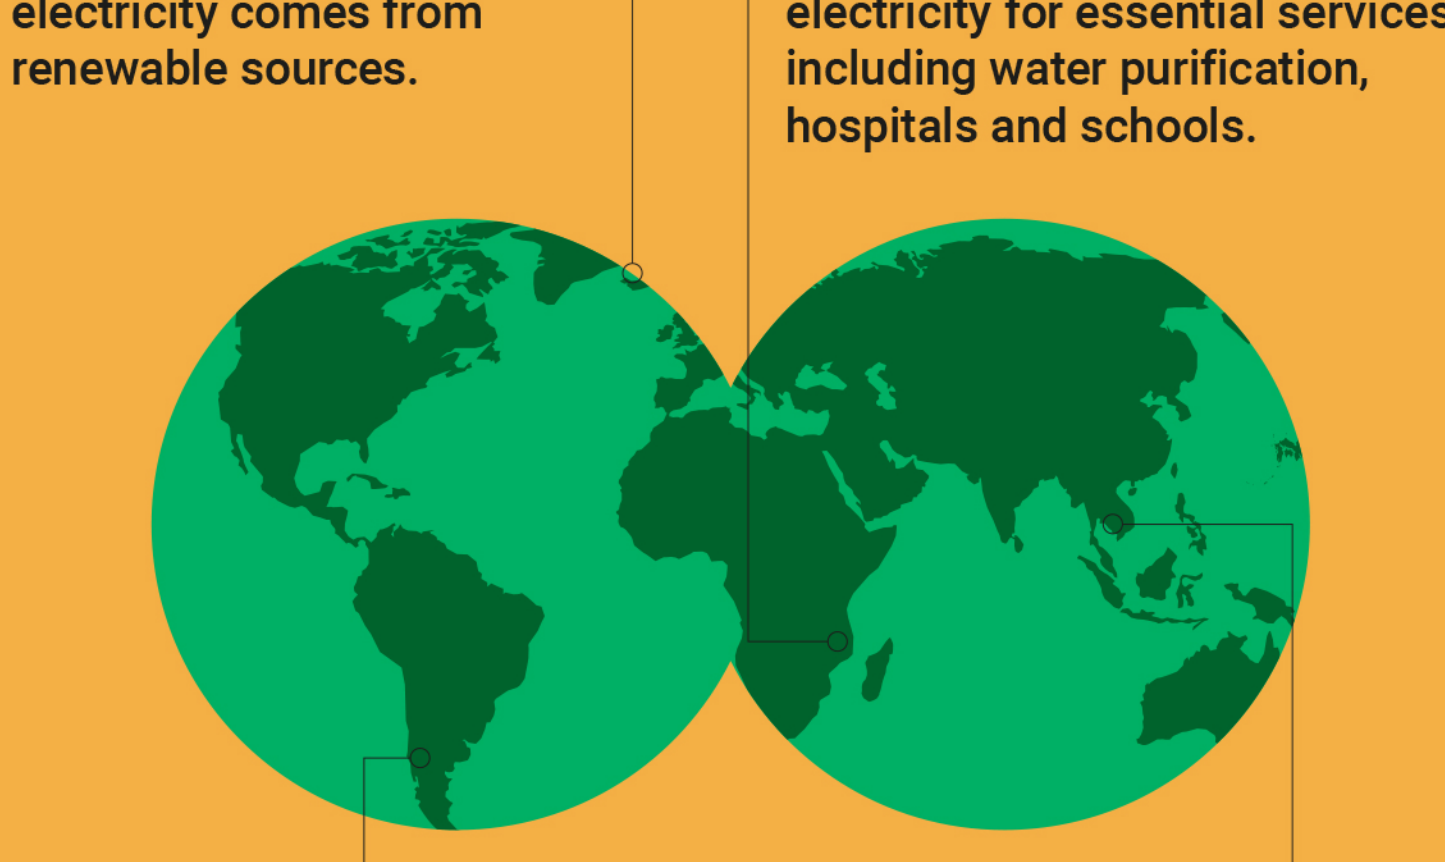 electricity comes from
renewable sources.
electricity for essential services
including water purification,
hospitals and schools.